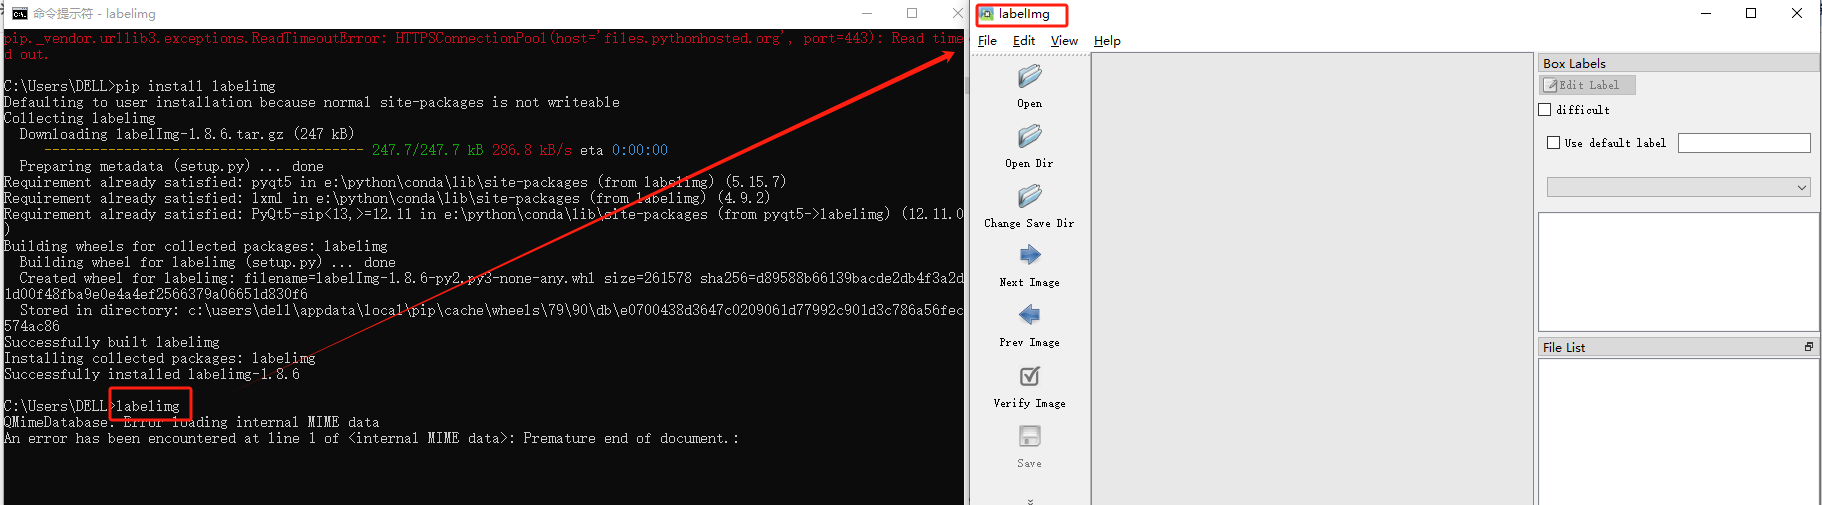 命令提示符 - labelimg
pip._vendor.urllib3.exceptions.ReadTimeoutError: HTTPSConnectionPool(host='files.pythonhosted.org', port=443): Read time
d out.
C:\Users\DELL>pip install labelimg
Defaulting to user installation because normal site-packages is not writeable
Collecting labelimg
Downloading labelImg-1.8.6.tar.gz (247 kB)
---------------------------------------- 247.7/247.7 kB 286.8 kB/s eta 0:00:00
Preparing metadata (setup.py) ... done
Requirement already satisfied: pyqt5 in e:\python\conda\lib\site-packages (from labelimg) (5.15.7)
Requirement already satisfied: lxml in e:\python\conda\lib\site-packages (from labelimg) (4.9.2)
Requirement already satisfied: PyQt5-sip<13,>=12.11 in e:\python\conda\lib\site-packages (from pyqt5->labelimg) (12.11.0
)
Building wheels for collected packages: labelimg
Building wheel for labelimg (setup.py) ... done
Created wheel for labelimg: filename=labelImg-1.8.6-py2.py3-none-any.whl size=261578 sha256=d89588b66139bacde2db4f3a2d
1d00f48fba9e0e4a4ef2566379a06651d830f6
Stored in directory: c:\users\dell\appdata\local\pip\cache\wheels\79\90\db\e0700438d3647c0209061d77992c901d3c786a56fec
574ac86
Successfully built labelimg
Installing collected packages: labelimg
Successfully installed labelimg-1.8.6
C:\Users\DELL>labelimg
QMimeDatabase: Error loading internal MIME data
An error has been encountered at line 1 of <internal MIME data>: Premature end of document.:
labelImg
File Edit View Help
Open
Open Dir
Change Save Dir
Next Image
Prev Image
Verify Image
Save
Box Labels
Edit Label
difficult
Use default label
File List